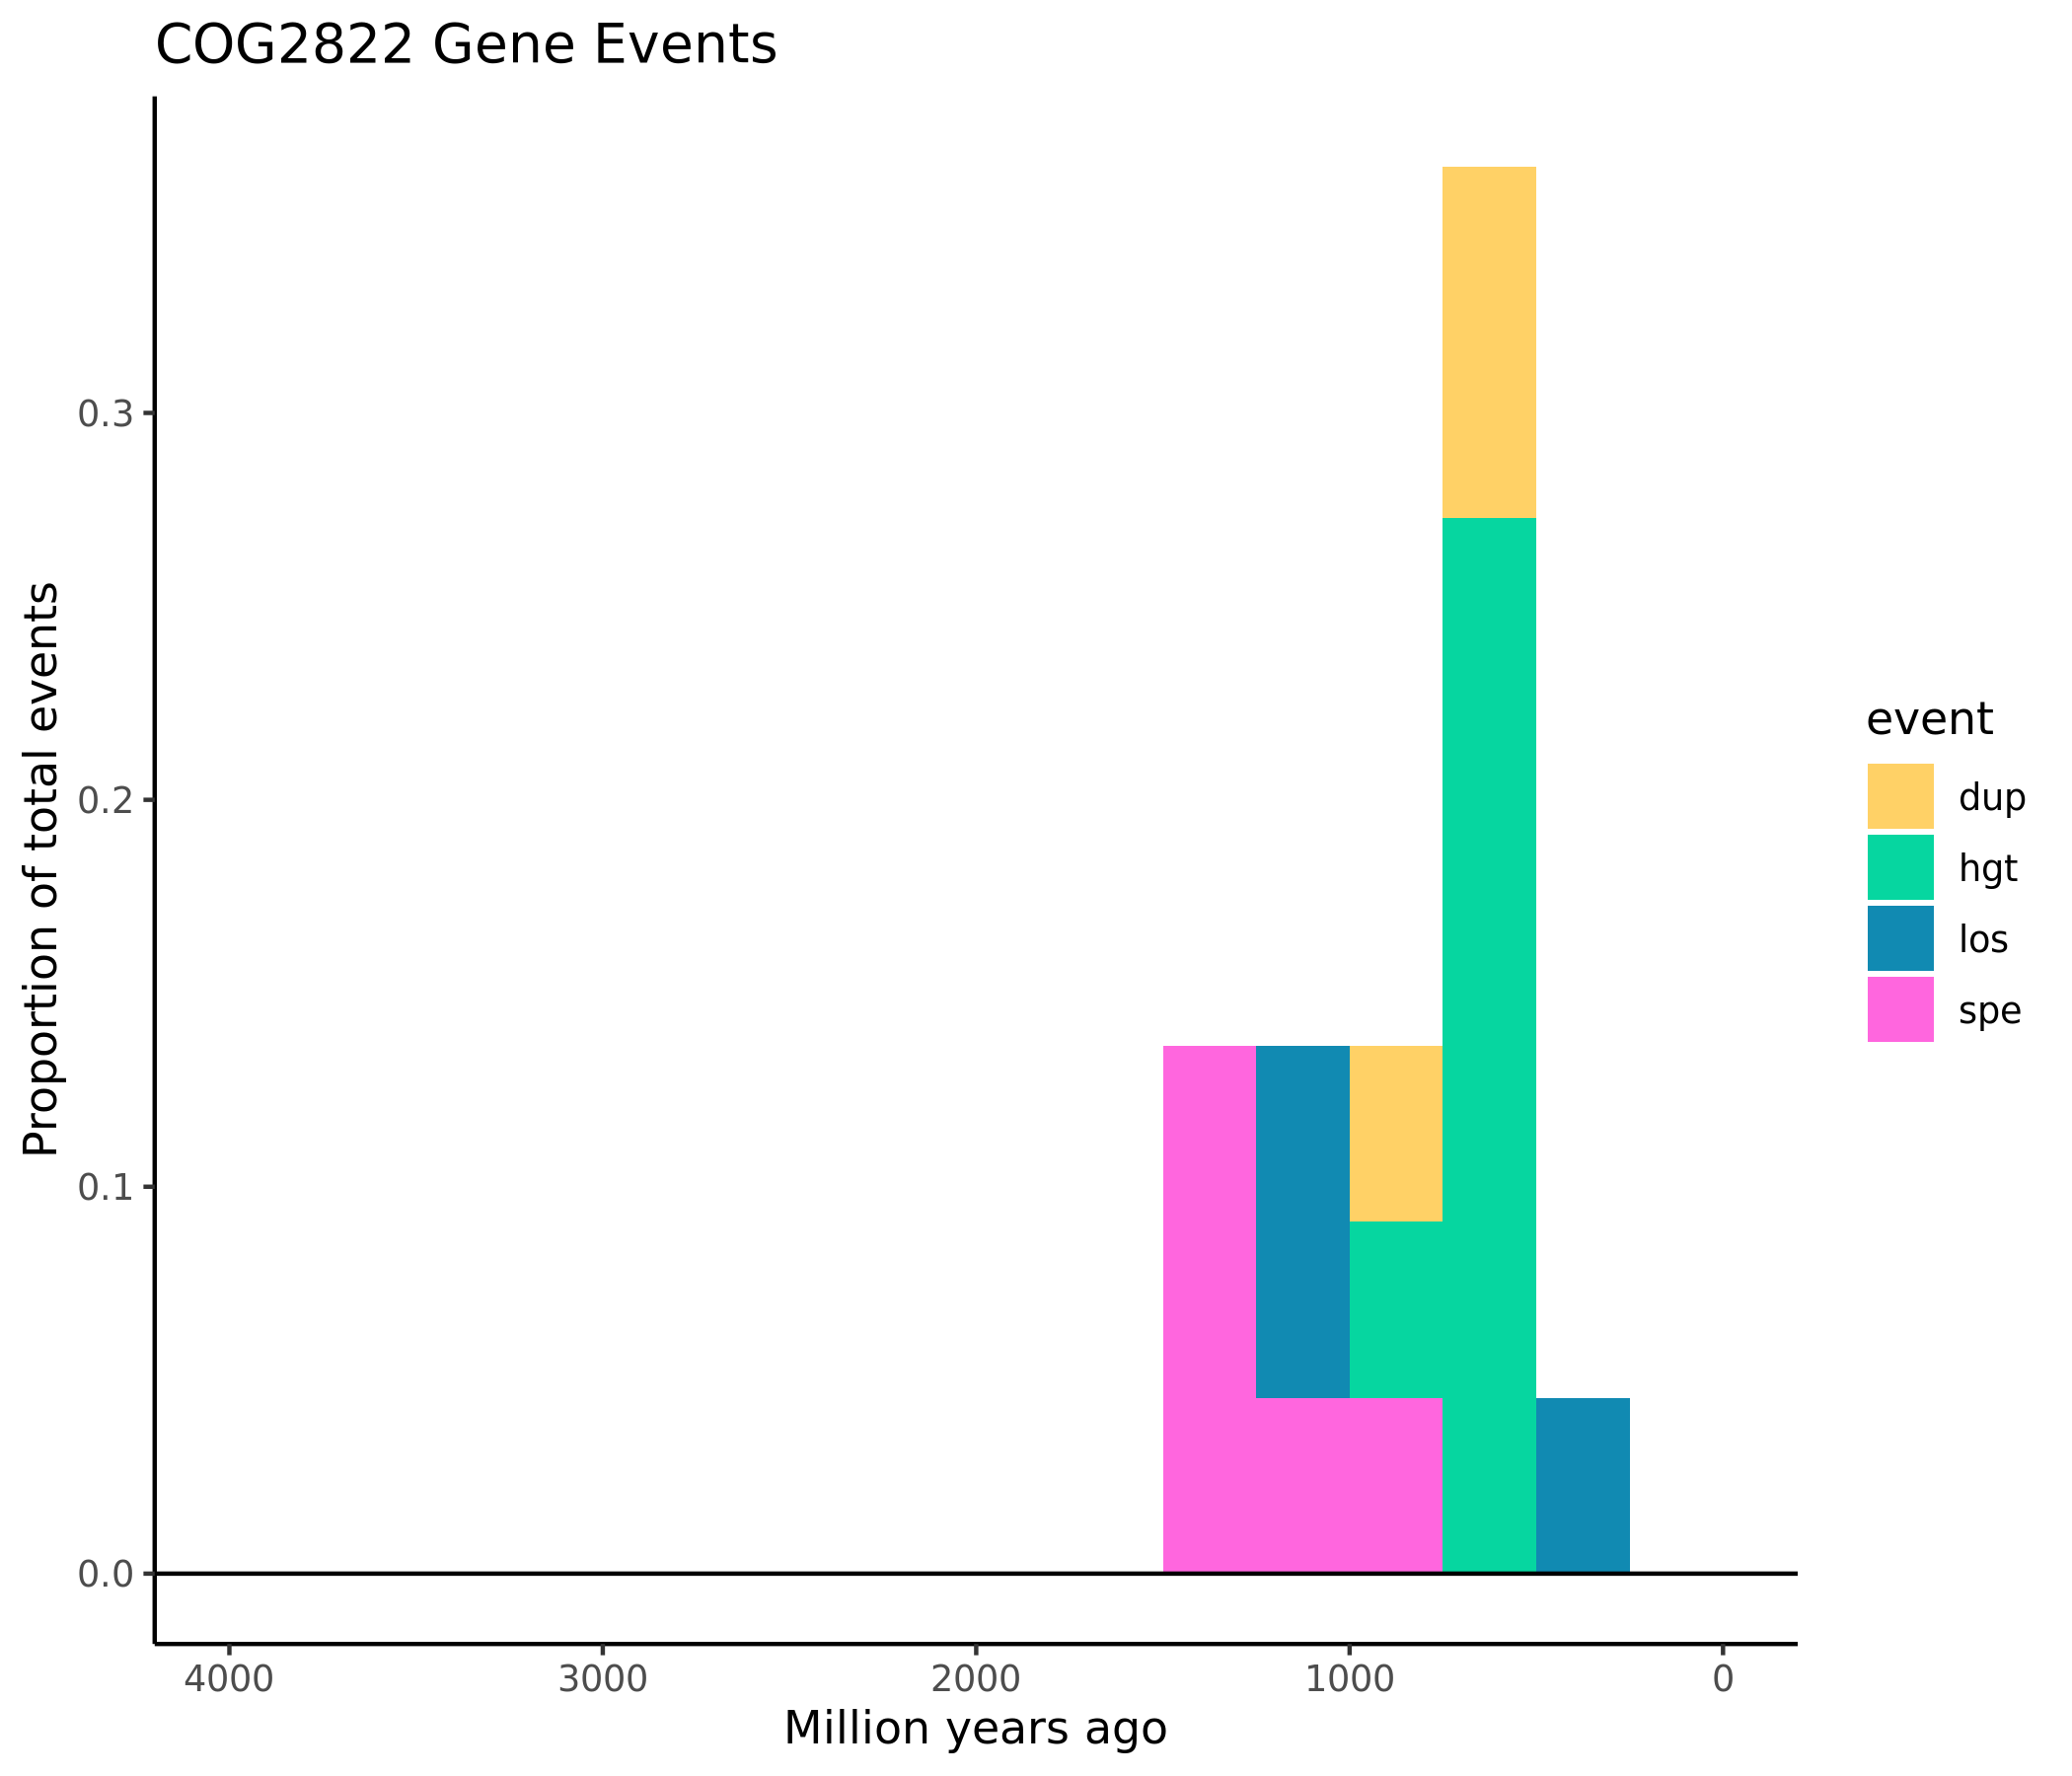 COG2822 Gene Events
Proportion of total events
0.3
0.2
0.1
0.0
4000 3000 2000 1000 0
Million years ago
event
dup
hgt
los
spe